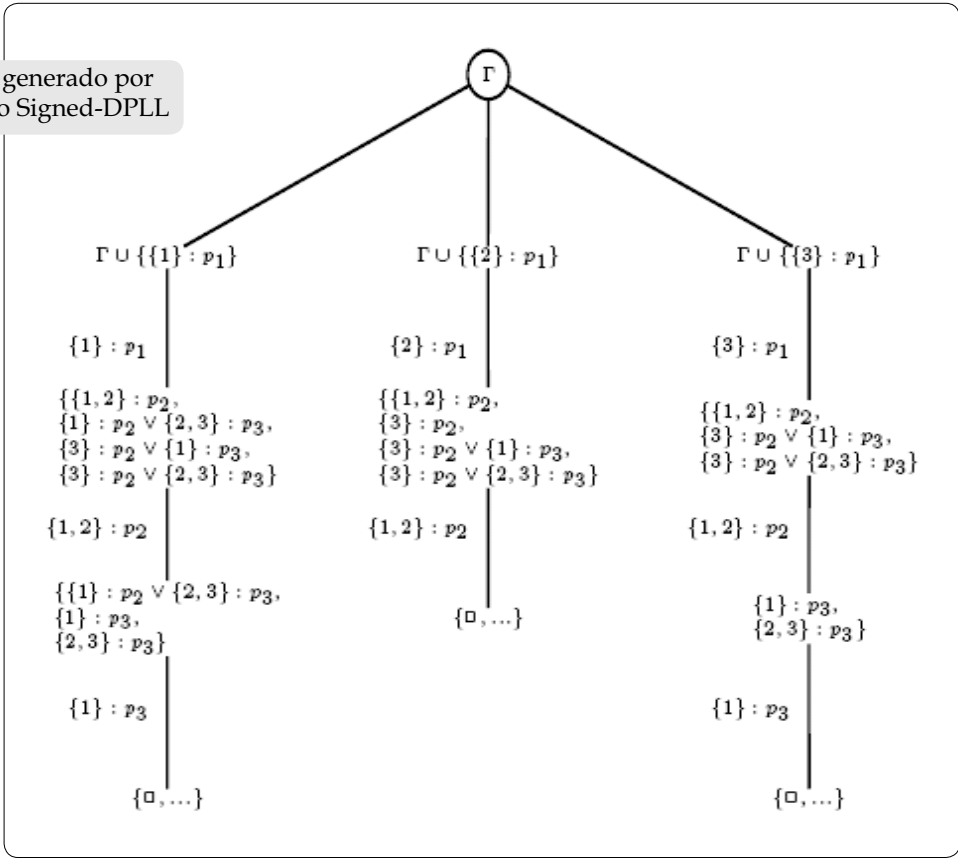 generado por
o Signed-DPLL
Γ
Γ ∪ {{1} : p₁}
Γ ∪ {{2} : p₁}
Γ ∪ {{3} : p₁}
{1} : p₁
{2} : p₁
{3} : p₁
{{1, 2} : p₂,
{1} : p₂ ∨ {2, 3} : p₃,
{3} : p₂ ∨ {1} : p₃,
{3} : p₂ ∨ {2, 3} : p₃}
{{1, 2} : p₂,
{3} : p₂,
{3} : p₂ ∨ {1} : p₃,
{3} : p₂ ∨ {2, 3} : p₃}
{{1, 2} : p₂,
{3} : p₂ ∨ {1} : p₃,
{3} : p₂ ∨ {2, 3} : p₃}
{1, 2} : p₂
{1, 2} : p₂
{1, 2} : p₂
{{1} : p₂ ∨ {2, 3} : p₃,
{1} : p₃,
{2, 3} : p₃}
{□, ...}
{1} : p₃,
{2, 3} : p₃}
{1} : p₃
{1} : p₃
{□, ...}
{□, ...}